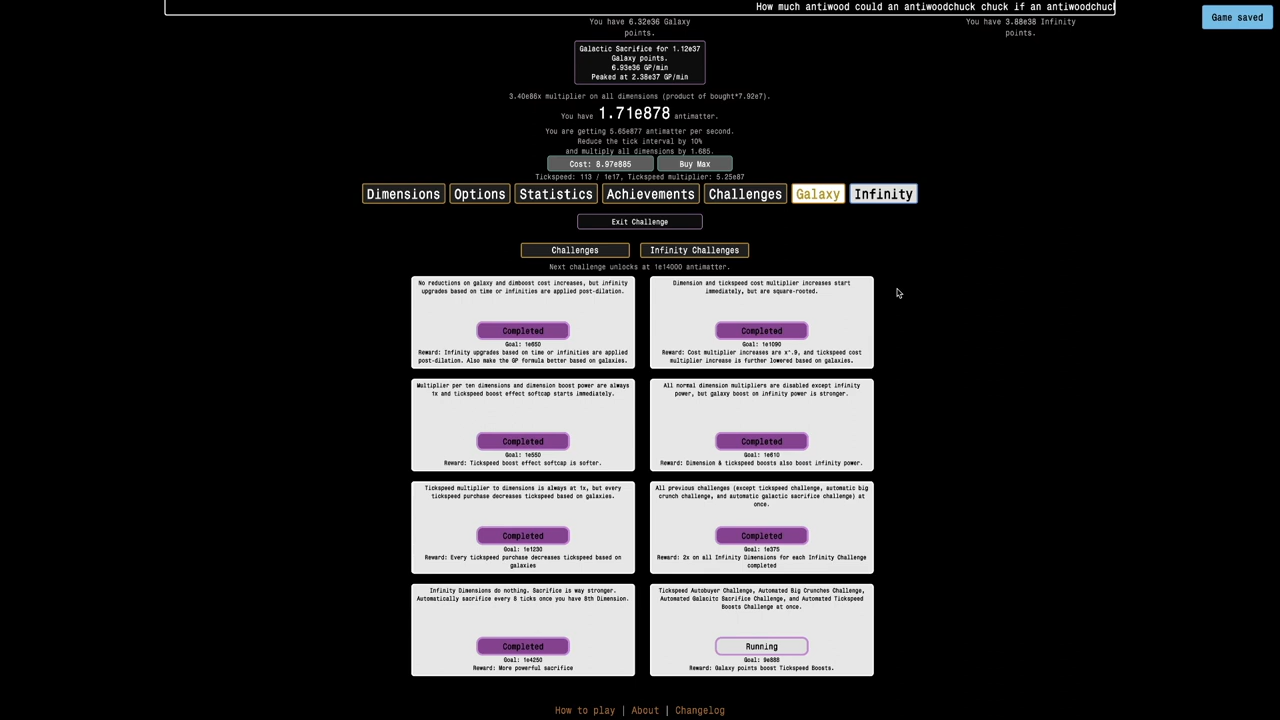 How much antiwood could an antiwoodchuck chuck if an antiwoodchuc
Game saved
You have 6.32e36 Galaxy
points.
You have 3.88e38 Infinity
points.
Galactic Sacrifice for 1.12e37
Galaxy points.
6.93e36 GP/min
Peaked at 2.38e37 GP/min
3.40e86x multiplier on all dimensions (product of bought*7.92e7).
You have 1.71e878 antimatter.
You are getting 5.65e877 antimatter per second.
Reduce the tick interval by 10%
and multiply all dimensions by 1.685.
Cost: 8.97e885
Buy Max
Tickspeed: 113 / 1e17, Tickspeed multiplier: 5.25e87
Dimensions
Options
Statistics
Achievements
Challenges
Galaxy
Infinity
Exit Challenge
Challenges
Infinity Challenges
Next challenge unlocks at 1e14000 antimatter.
No reductions on galaxy and dimboost cost increases, but infinity
upgrades based on time or infinities are applied post-dilation.
Completed
Goal: 1e650
Reward: Infinity upgrades based on time or infinities are applied
post-dilation. Also make the GP formula better based on galaxies.
Dimension and tickspeed cost multiplier increases start
immediately, but are square-rooted.
Completed
Goal: 1e1090
Reward: Cost multiplier increases are x^.9, and tickspeed cost
multiplier increase is further lowered based on galaxies.
Multiplier per ten dimensions and dimension boost power are always
1x and tickspeed boost effect softcap starts immediately.
Completed
Goal: 1e550
Reward: Tickspeed boost effect softcap is softer.
All normal dimension multipliers are disabled except infinity
power, but galaxy boost on infinity power is stronger.
Completed
Goal: 1e610
Reward: Dimension & tickspeed boosts also boost infinity power.
Tickspeed multiplier to dimensions is always at 1x, but every
tickspeed purchase decreases tickspeed based on galaxies.
Completed
Goal: 1e1230
Reward: Every tickspeed purchase decreases tickspeed based on
galaxies
All previous challenges (except tickspeed challenge, automatic big
crunch challenge, and automatic galactic sacrifice challenge) at
once.
Completed
Goal: 1e375
Reward: 2x on all Infinity Dimensions for each Infinity Challenge
completed
Infinity Dimensions do nothing. Sacrifice is way stronger.
Automatically sacrifice every 8 ticks once you have 8th Dimension.
Completed
Goal: 1e4250
Reward: More powerful sacrifice
Tickspeed Autobuyer Challenge, Automated Big Crunches Challenge,
Automated Galacitc Sacrifice Challenge, and Automated Tickspeed
Boosts Challenge at once.
Running
Goal: 9e888
Reward: Galaxy points boost Tickspeed Boosts.
How to play | About | Changelog